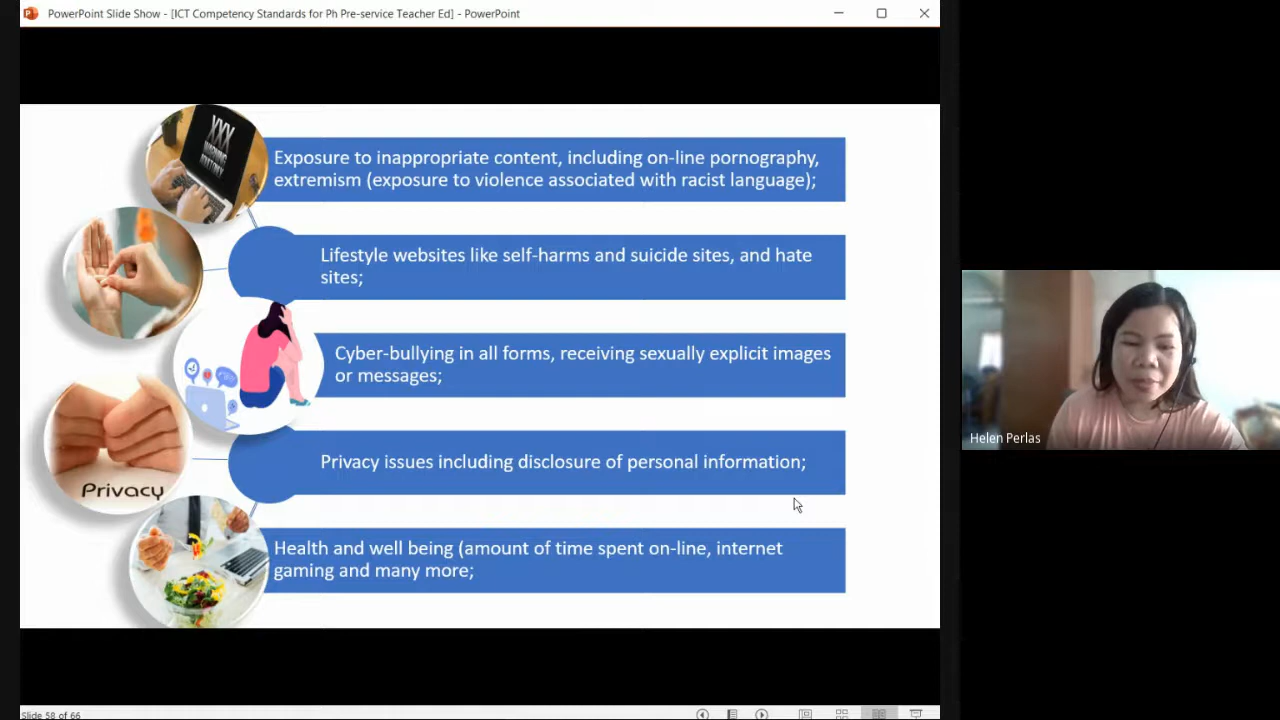 PowerPoint Slide Show - [ICT Competency Standards for Ph Pre-service Teacher Ed] - PowerPoint
XXX
WARNING
Exposure to inappropriate content, including on-line pornography,
extremism (exposure to violence associated with racist language);
Lifestyle websites like self-harms and suicide sites, and hate
sites;
Cyber-bullying in all forms, receiving sexually explicit images
or messages;
Helen Perlas
Privacy issues including disclosure of personal information;
Privacy
Health and well being (amount of time spent on-line, internet
gaming and many more;
Slide 58 of 66